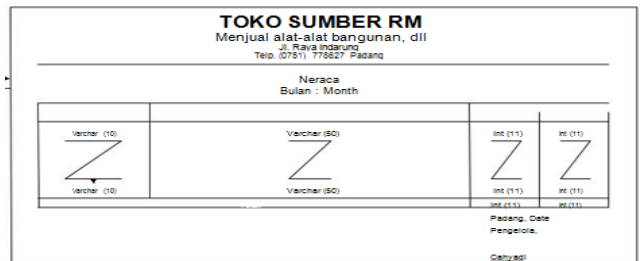 TOKO SUMBER RM
Menjual alat-alat bangunan, dll
Jl. Raya Indarung
Telp. (0751) 778627 Padang
Neraca
Bulan : Month
Varchar (10) Varchar (50) Int (11) Int (11)
Varchar (10) Varchar (50) Int (11) Int (11)
Int (11) Int (11)
Padang, Date
Pengelola,
Cahyadi